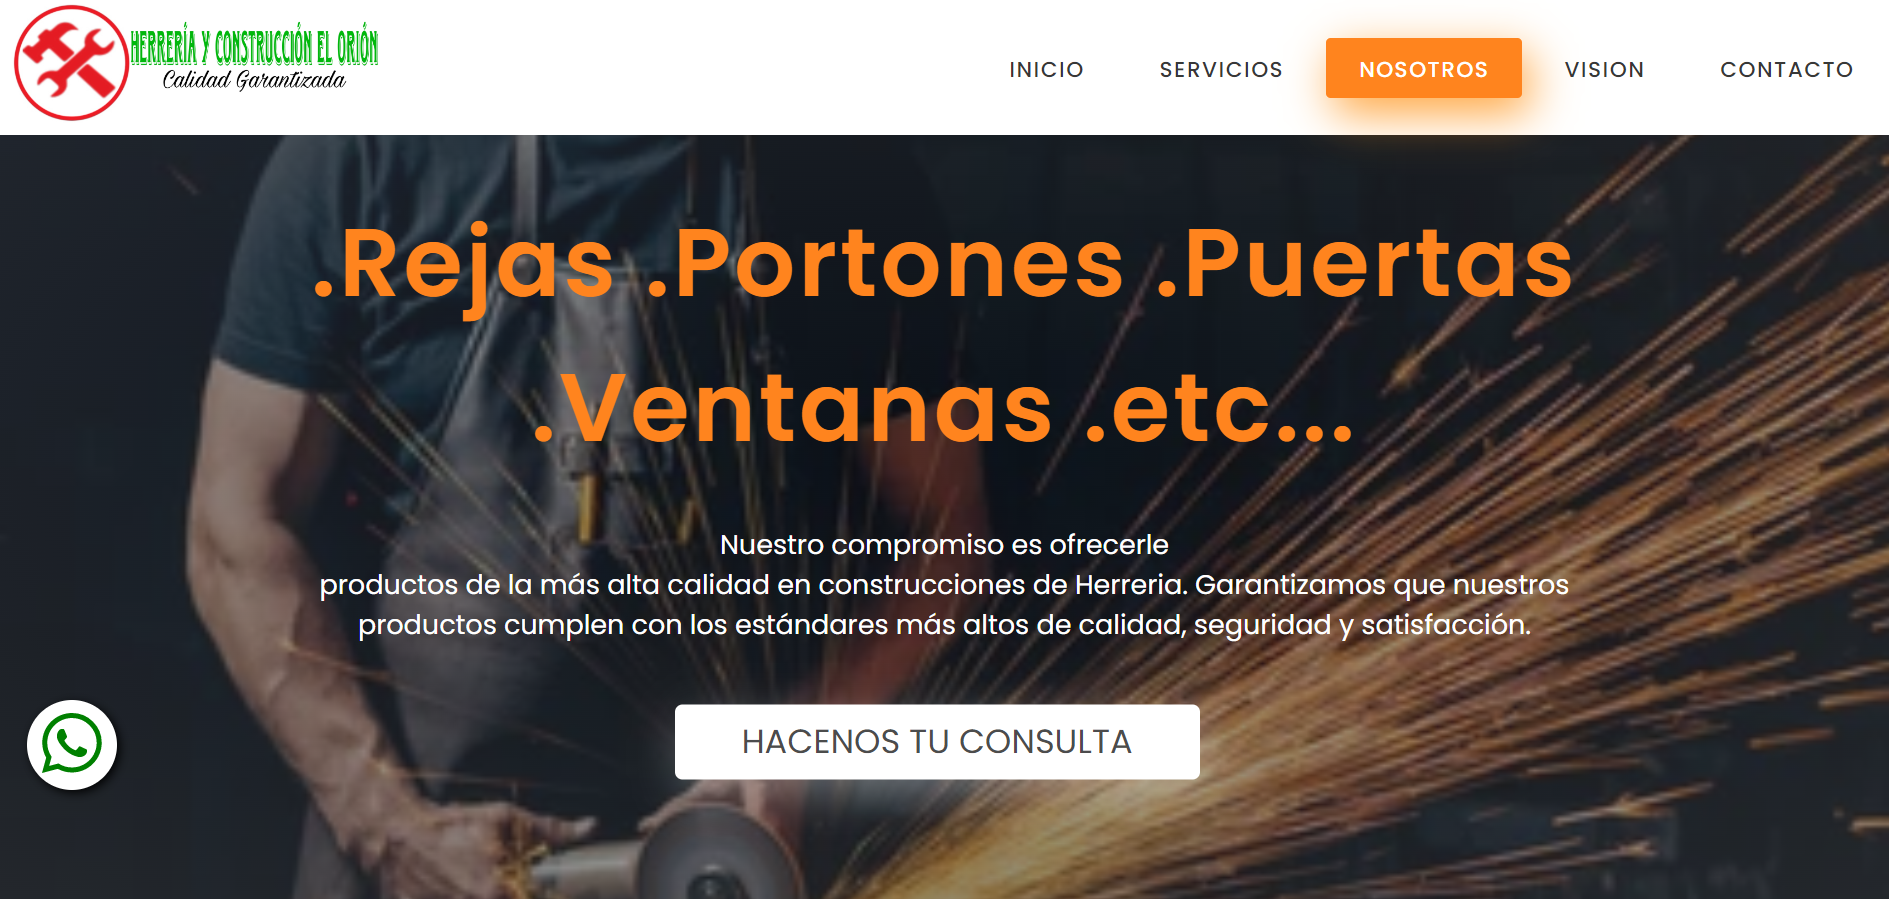 HERRERÍA Y CONSTRUCCIÓN EL ORIÓN
Calidad Garantizada
INICIO SERVICIOS NOSOTROS VISION CONTACTO
.Rejas .Portones .Puertas
.Ventanas .etc...
Nuestro compromiso es ofrecerle
productos de la más alta calidad en construcciones de Herreria. Garantizamos que nuestros
productos cumplen con los estándares más altos de calidad, seguridad y satisfacción.
HACENOS TU CONSULTA